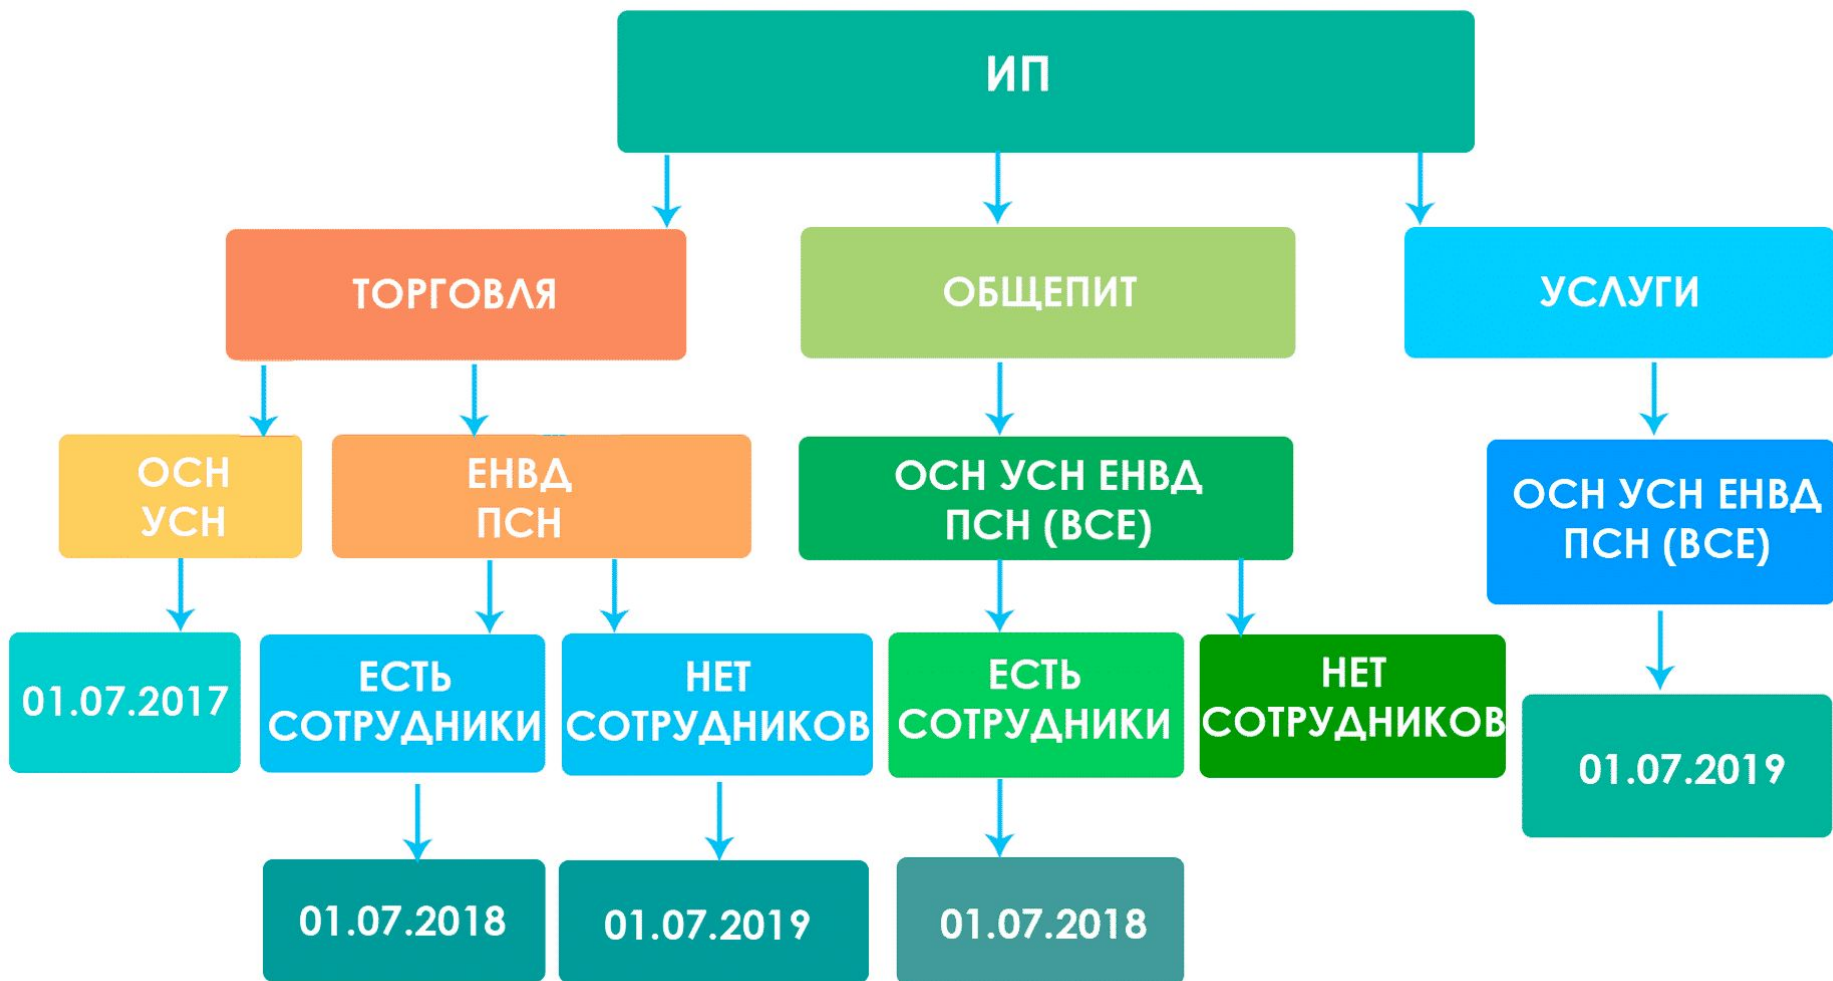 ИП
ТОРГОВЛЯ
ОБЩЕПИТ
УСЛУГИ
ОСН
УСН
ЕНВД
ПСН
ОСН УСН ЕНВД
ПСН (ВСЕ)
ОСН УСН ЕНВД
ПСН (ВСЕ)
01.07.2017
ЕСТЬ
СОТРУДНИКИ
НЕТ
СОТРУДНИКОВ
ЕСТЬ
СОТРУДНИКИ
НЕТ
СОТРУДНИКОВ
01.07.2019
01.07.2018
01.07.2019
01.07.2018